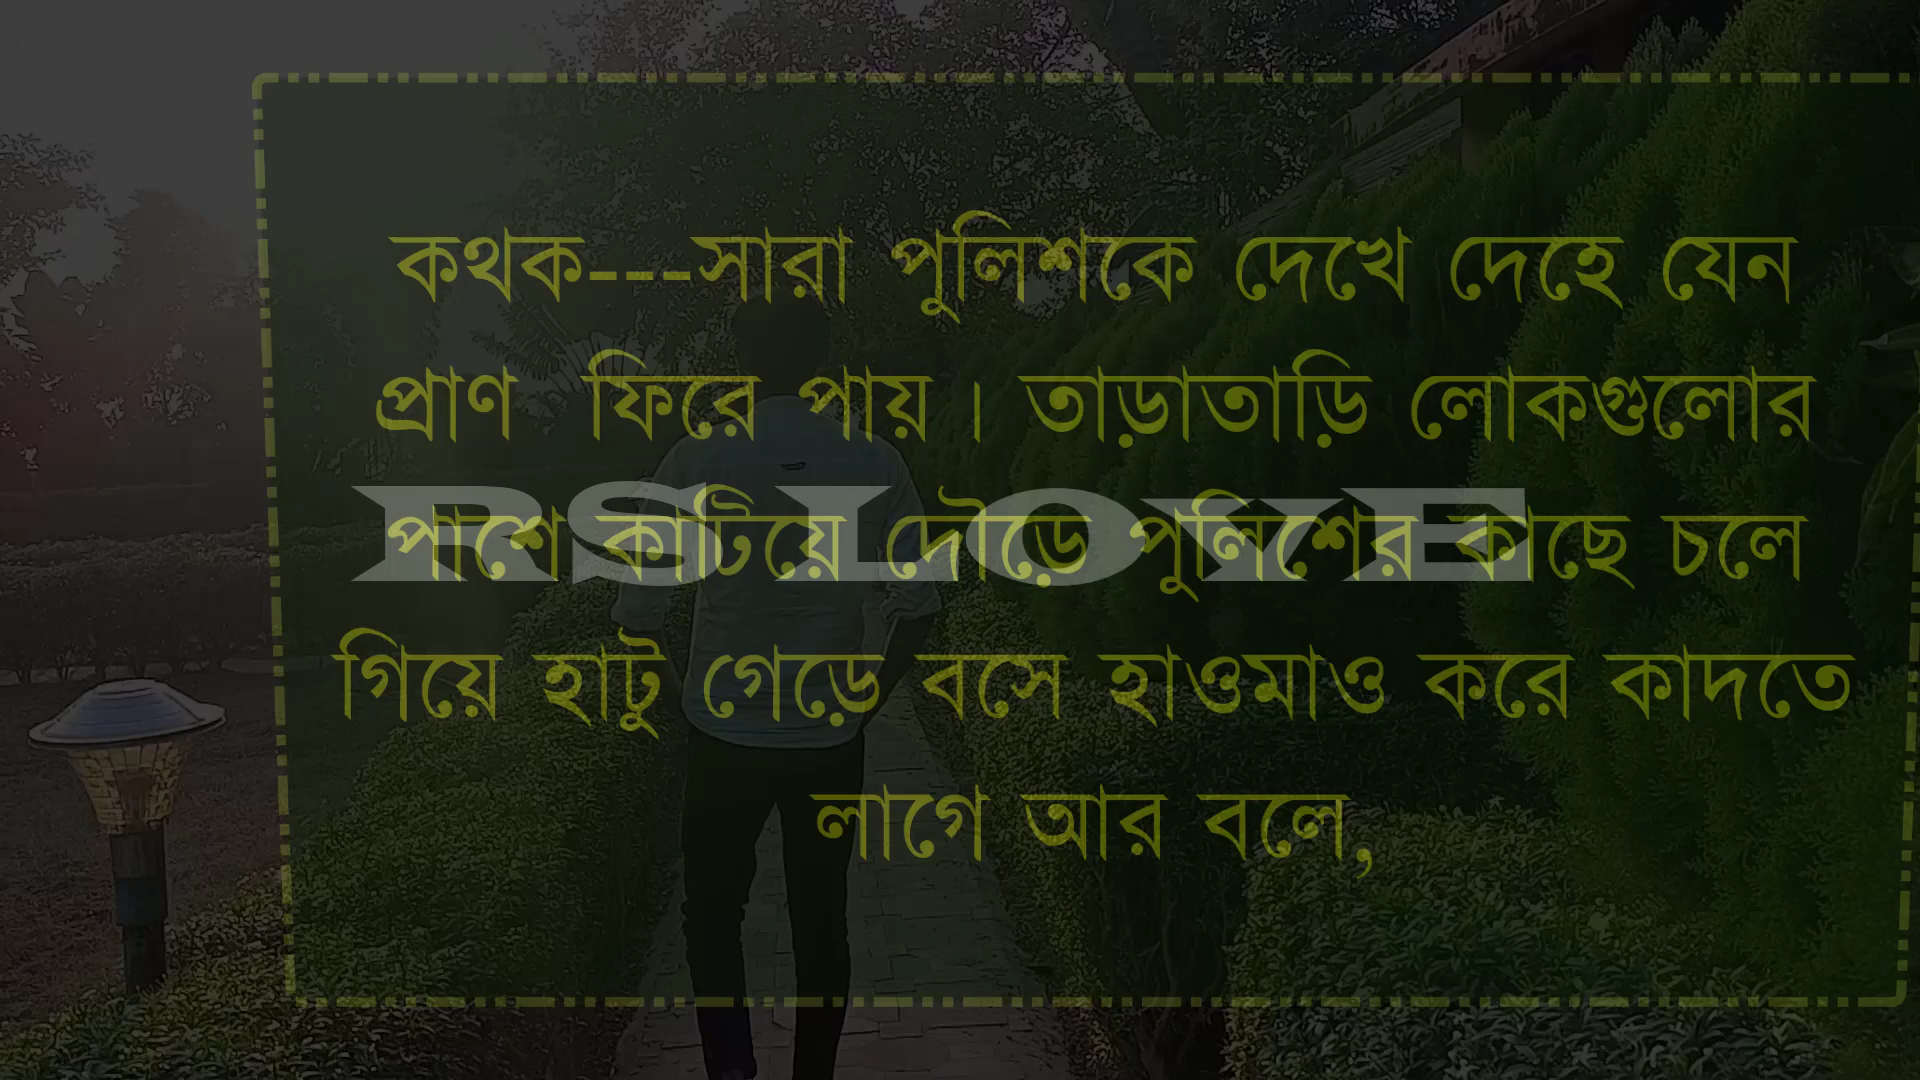 কথক---সারা পুলিশকে দেখে দেহে যেন
প্রাণ ফিরে পায়। তাড়াতাড়ি লোকগুলোর
পাশে কাটিয়ে দৌড়ে পুলিশের কাছে চলে
RS LOVE
গিয়ে হাটু গেড়ে বসে হাওমাও করে কাদতে
লাগে আর বলে,